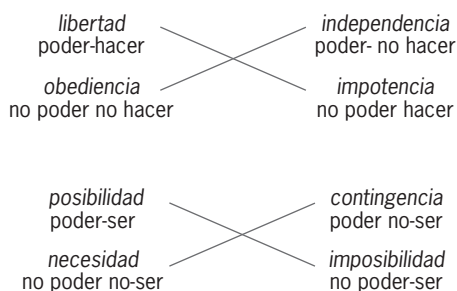 libertad
poder-hacer
independencia
poder- no hacer
obediencia
no poder no hacer
impotencia
no poder hacer
posibilidad
poder-ser
contingencia
poder no-ser
necesidad
no poder no-ser
imposibilidad
no poder-ser